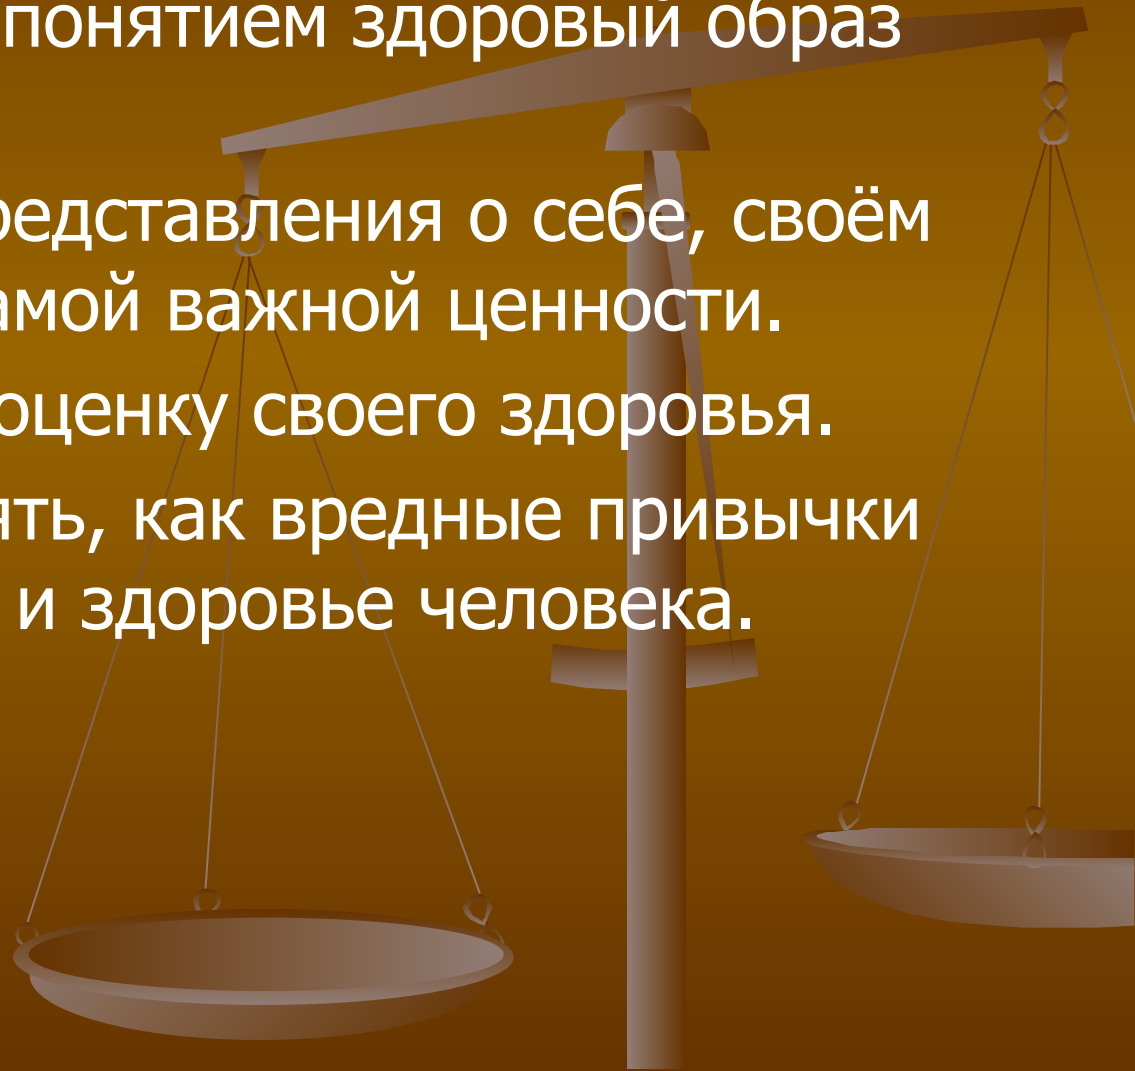 понятием здоровый образ
редставления о себе, своём
амой важной ценности.
оценку своего здоровья.
ять, как вредные привычки
и здоровье человека.